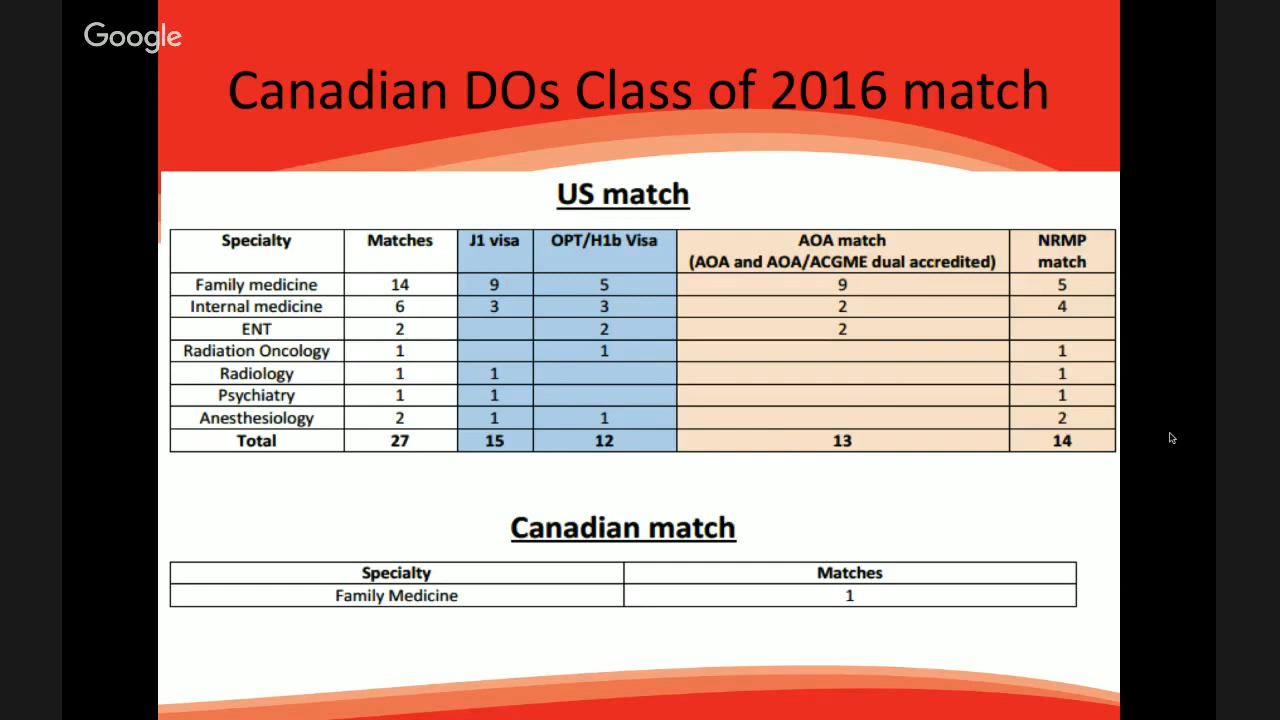 Google
Canadian DOs Class of 2016 match
US match
Specialty Matches J1 visa OPT/H1b Visa AOA match NRMP
(AOA and AOA/ACGME dual accredited) match
Family medicine 14 9 5 9 5
Internal medicine 6 3 3 2 4
ENT 2 2 2
Radiation Oncology 1 1 1
Radiology 1 1 1
Psychiatry 1 1 1
Anesthesiology 2 1 1 2
Total 27 15 12 13 14
Canadian match
Specialty Matches
Family Medicine 1